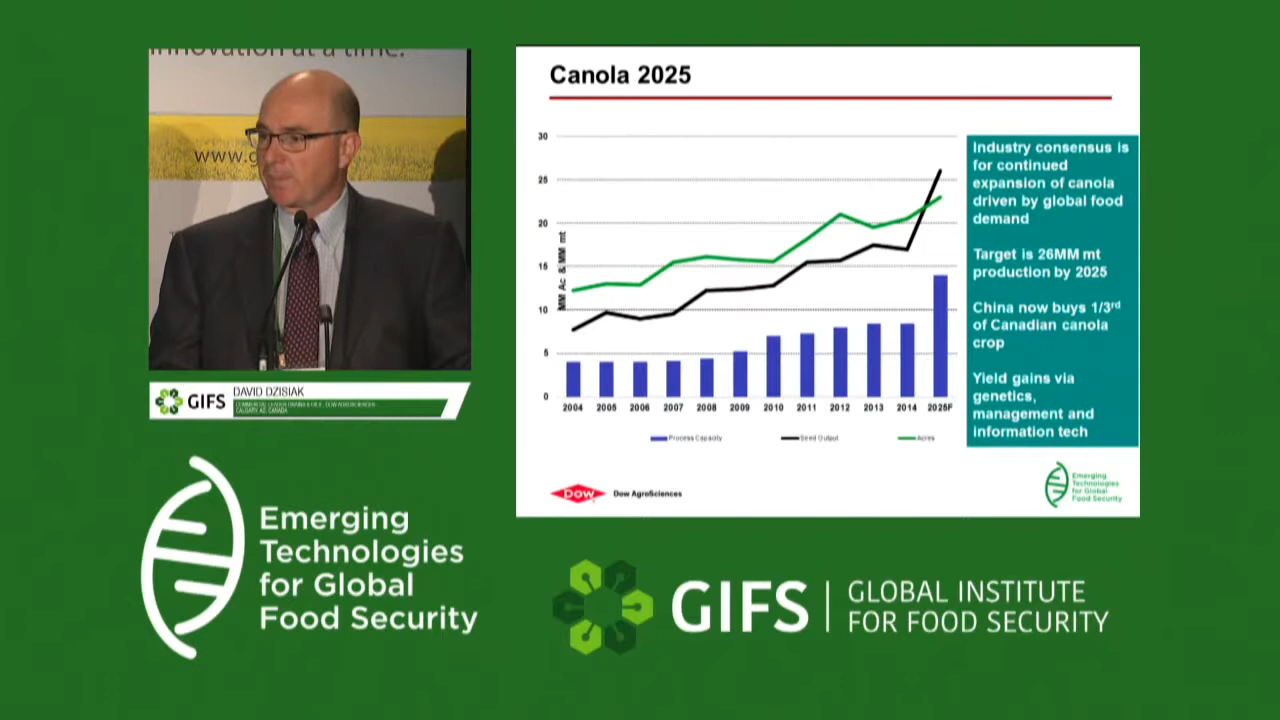 innovation at a time.
www.g
GIFS
DAVID DZISIAK
CALGARY, AB, CANADA
Emerging
Technologies
for Global
Food Security
Canola 2025
30
25
20
15
10
5
0
MM Ac & MM mt
2004 2005 2006 2007 2008 2009 2010 2011 2012 2013 2014 2025F
Process Capacity Seed Output Acres
Industry consensus is
for continued
expansion of canola
driven by global food
demand
Target is 26MM mt
production by 2025
China now buys 1/3rd
of Canadian canola
crop
Yield gains via
genetics,
management and
information tech
Dow Dow AgroSciences
Emerging
Technologies
for Global
Food Security
GIFS
GLOBAL INSTITUTE
FOR FOOD SECURITY